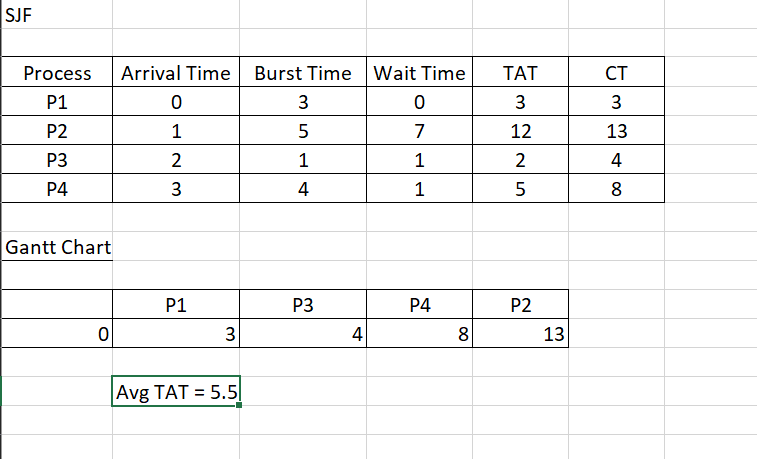 SJF
Process Arrival Time Burst Time Wait Time TAT CT
P1 0 3 0 3 3
P2 1 5 7 12 13
P3 2 1 1 2 4
P4 3 4 1 5 8
Gantt Chart
P1 P3 P4 P2
0 3 4 8 13
Avg TAT = 5.5